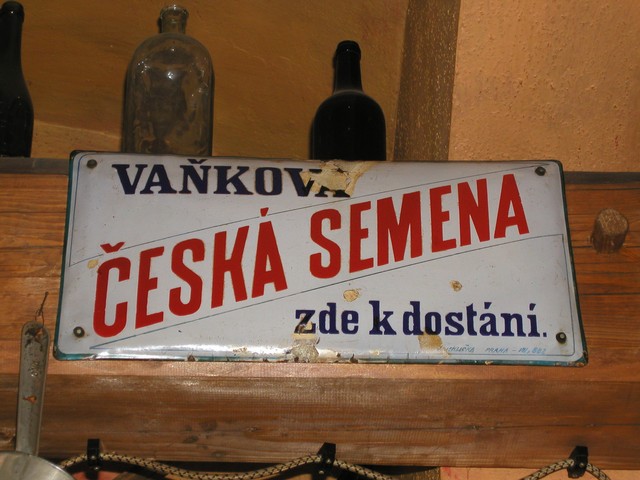 VAŇKOVA
ČESKÁ SEMENA
zde k dostání.